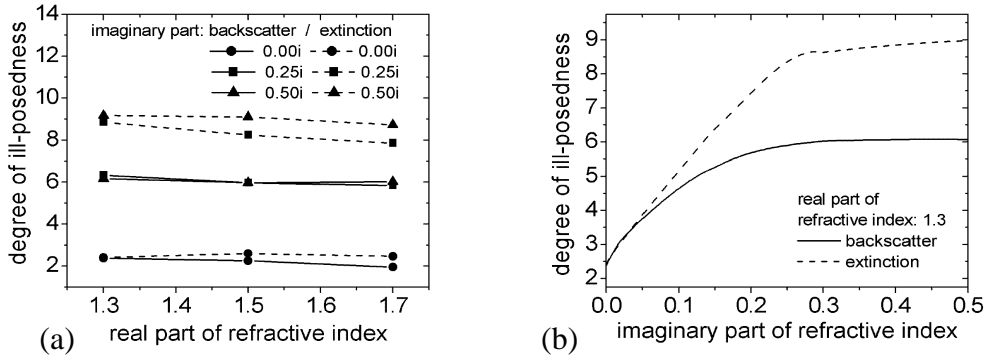 imaginary part: backscatter / extinction
0.00i 0.00i
0.25i 0.25i
0.50i 0.50i
degree of ill-posedness
14
12
10
8
6
4
2
1.3 1.4 1.5 1.6 1.7
real part of refractive index
(a)
degree of ill-posedness
9
8
7
6
5
4
3
2
real part of
refractive index: 1.3
backscatter
extinction
0.0 0.1 0.2 0.3 0.4 0.5
imaginary part of refractive index
(b)